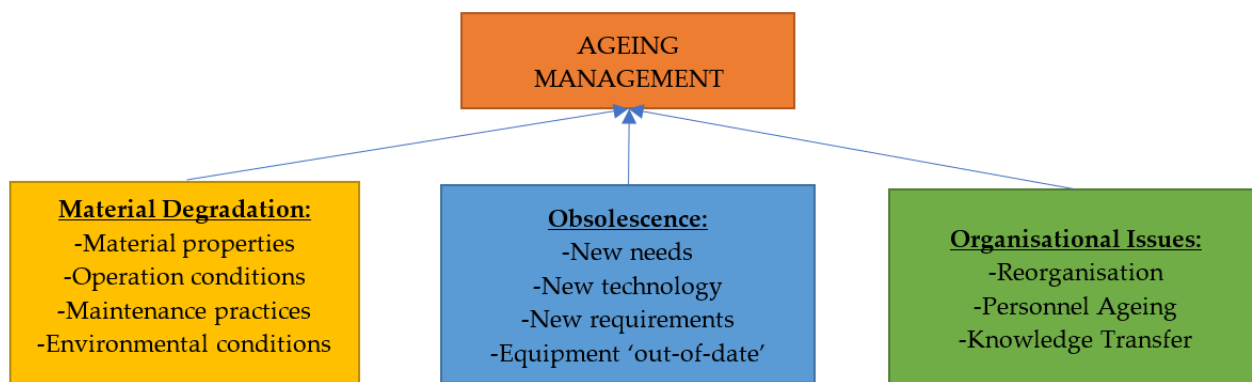 AGEING
MANAGEMENT
Material Degradation:
-Material properties
-Operation conditions
-Maintenance practices
-Environmental conditions
Obsolescence:
-New needs
-New technology
-New requirements
-Equipment ‘out-of-date’
Organisational Issues:
-Reorganisation
-Personnel Ageing
-Knowledge Transfer